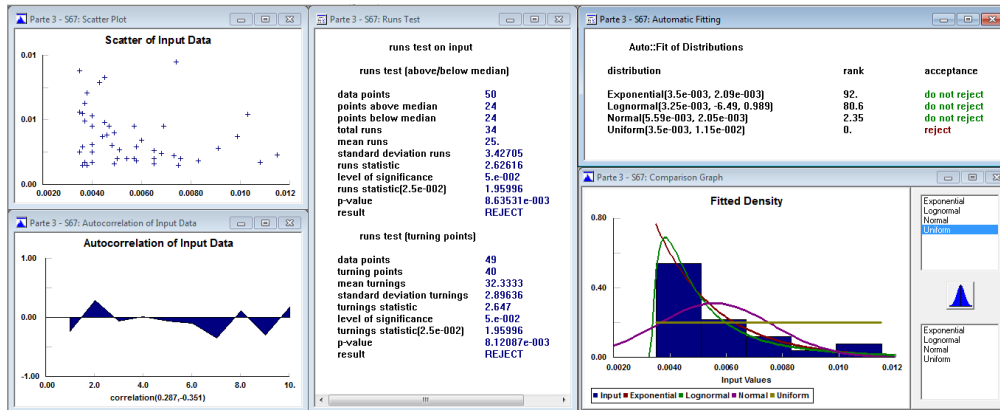 Parte 3 - S67: Scatter Plot
Scatter of Input Data
0.01
0.01
0.00
0.0020 0.0040 0.0060 0.0080 0.010 0.012
Parte 3 - S67: Autocorrelation of Input Data
Autocorrelation of Input Data
1.00
0.00
-1.00
0.00 2.0 4.0 6.0 8.0 10.
correlation(0.287,-0.351)
Parte 3 - S67: Runs Test
runs test on input
runs test (above/below median)
data points 50
points above median 24
points below median 24
total runs 34
mean runs 25.
standard deviation runs 3.42705
runs statistic 2.62616
level of significance 5.e-002
runs statistic(2.5e-002) 1.95996
p-value 8.63531e-003
result REJECT
runs test (turning points)
data points 49
turning points 40
mean turnings 32.3333
standard deviation turnings 2.89636
turnings statistic 2.647
level of significance 5.e-002
turnings statistic(2.5e-002) 1.95996
p-value 8.12087e-003
result REJECT
Parte 3 - S67: Automatic Fitting
Auto::Fit of Distributions
distribution rank acceptance
Exponential(3.5e-003, 2.09e-003) 92. do not reject
Lognormal(3.25e-003, -6.49, 0.989) 80.6 do not reject
Normal(5.59e-003, 2.05e-003) 2.35 do not reject
Uniform(3.5e-003, 1.15e-002) 0. reject
Parte 3 - S67: Comparison Graph
Fitted Density
0.80
0.40
0.00
0.0020 0.0040 0.0060 0.0080 0.010 0.012
Input Values
Input Exponential Lognormal Normal Uniform
Exponential
Lognormal
Normal
Uniform
Exponential
Lognormal
Normal
Uniform